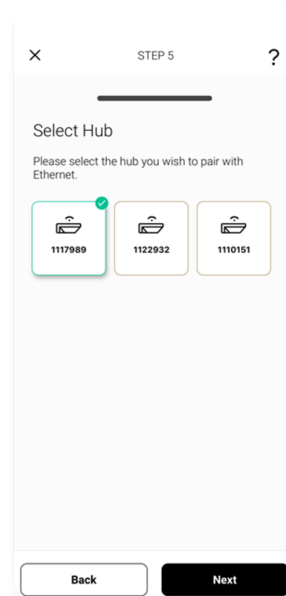 STEP 5
?
Select Hub
Please select the hub you wish to pair with
Ethernet.
1117989 1122932 1110151
Back Next